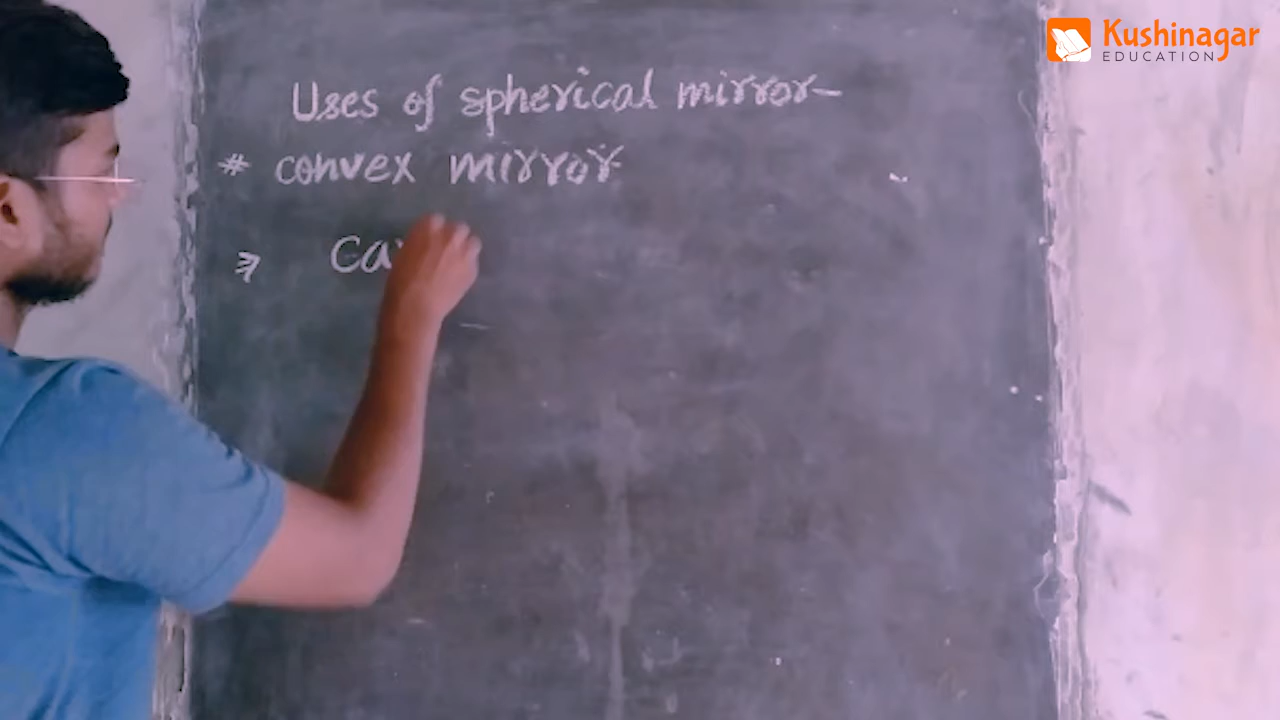 Kushinagar
EDUCATION
Uses of spherical mirror-
* convex mirror
⇒ Ca